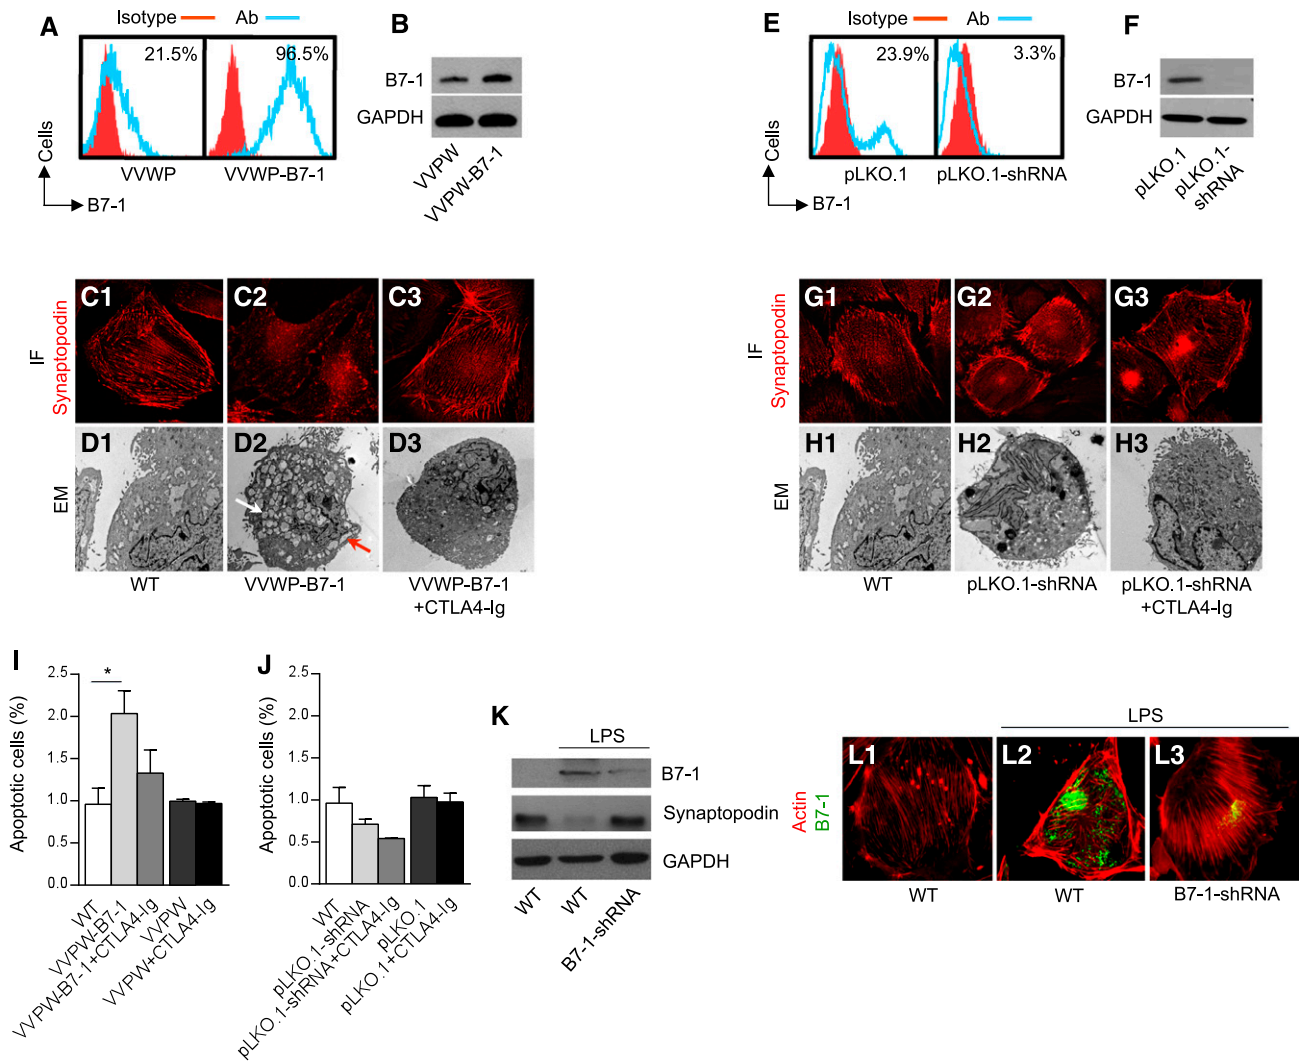 A
Isotype Ab
21.5%
96.5%
Cells
VVWP
VVWP-B7-1
B7-1
B
B7-1
GAPDH
VVPW
VVPW-B7-1
E
Isotype Ab
23.9%
3.3%
Cells
pLKO.1
pLKO.1-shRNA
B7-1
F
B7-1
GAPDH
pLKO.1
pLKO.1-
shRNA
IF
Synaptopodin
C1
C2
C3
EM
D1
D2
D3
WT
VVWP-B7-1
VVWP-B7-1
+CTLA4-Ig
IF
Synaptopodin
G1
G2
G3
EM
H1
H2
H3
WT
pLKO.1-shRNA
pLKO.1-shRNA
+CTLA4-Ig
I
Apoptotic cells (%)
2.5
2.0
1.5
1.0
0.5
0.0
*
WT
VVPW-B7-1
VVPW-B7-1+CTLA4-Ig
VVPW
VVPW+CTLA4-Ig
J
Apoptotic cells (%)
2.5
2.0
1.5
1.0
0.5
0.0
WT
pLKO.1-shRNA
pLKO.1-shRNA+CTLA4-Ig
pLKO.1
pLKO.1+CTLA4-Ig
K
LPS
B7-1
Synaptopodin
GAPDH
WT
WT
B7-1-shRNA
LPS
Actin
B7-1
L1
L2
L3
WT
WT
B7-1-shRNA